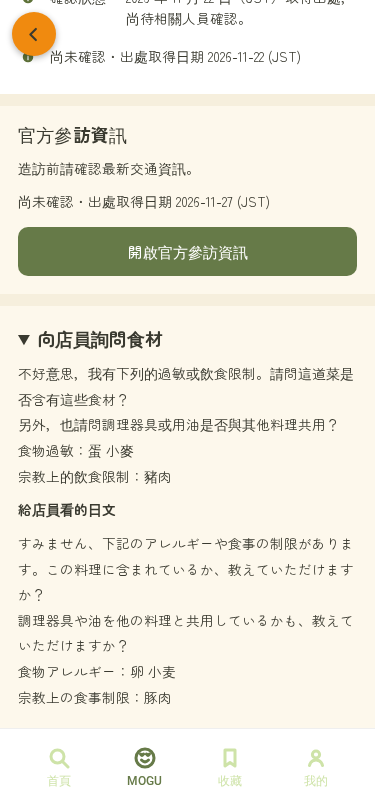 尚待相關人員確認。
尚未確認・出處取得日期 2026-11-22 (JST)
官方參訪資訊
造訪前請確認最新交通資訊。
尚未確認・出處取得日期 2026-11-27 (JST)
開啟官方參訪資訊
▼ 向店員詢問食材
不好意思，我有下列的過敏或飲食限制。請問這道菜是
否含有這些食材？
另外，也請問調理器具或用油是否與其他料理共用？
食物過敏：蛋 小麥
宗教上的飲食限制：豬肉
給店員看的日文
すみません、下記のアレルギーや食事の制限がありま
す。この料理に含まれているか、教えていただけます
か？
調理器具や油を他の料理と共用しているかも、教えて
いただけますか？
食物アレルギー：卵 小麦
宗教上の食事制限：豚肉
首頁
MOGU
收藏
我的